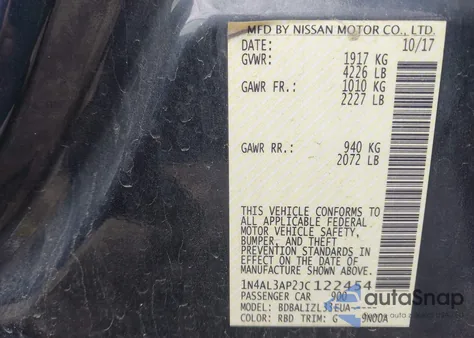 MFD BY NISSAN MOTOR CO., LTD.
DATE: 10/17
GVWR: 1917 KG
4226 LB
GAWR FR.: 1010 KG
2227 LB
GAWR RR.: 940 KG
2072 LB
THIS VEHICLE CONFORMS TO
ALL APPLICABLE FEDERAL
MOTOR VEHICLE SAFETY,
BUMPER, AND THEFT
PREVENTION STANDARDS IN
EFFECT ON THE DATE OF
MANUFACTURE SHOWN ABOVE.
1N4AL3AP2JC122454
PASSENGER CAR 900
MODEL: BDBALIZL33EUA
COLOR: RBD TRIM: G 9N00A
autoSnap